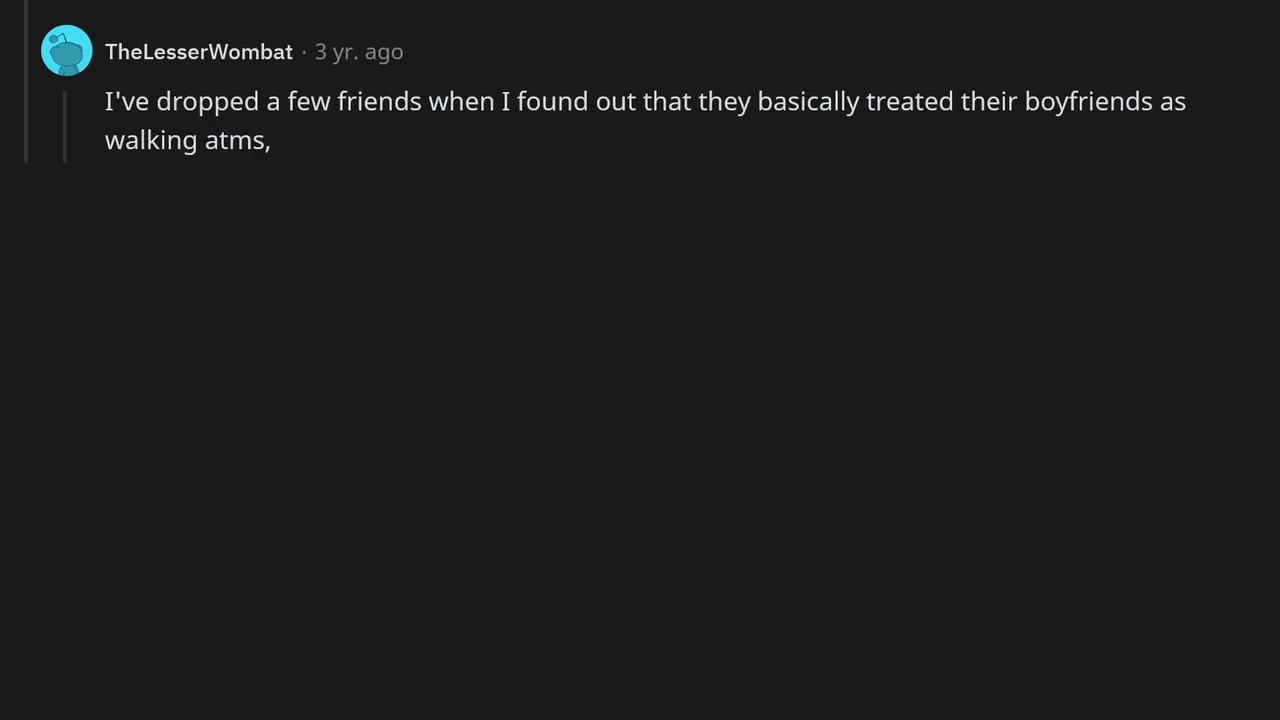 TheLesserWombat · 3 yr. ago
I've dropped a few friends when I found out that they basically treated their boyfriends as
walking atms,